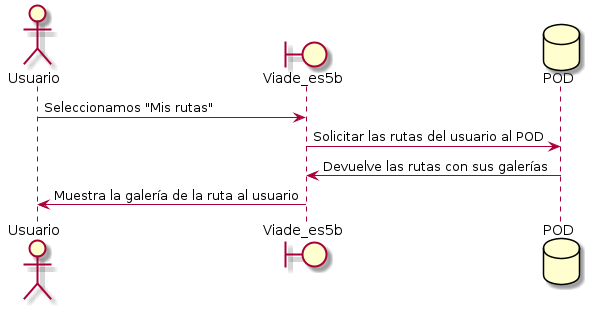 Usuario
Viade_es5b
POD
Seleccionamos "Mis rutas"
Solicitar las rutas del usuario al POD
Devuelve las rutas con sus galerías
Muestra la galería de la ruta al usuario
Usuario
Viade_es5b
POD